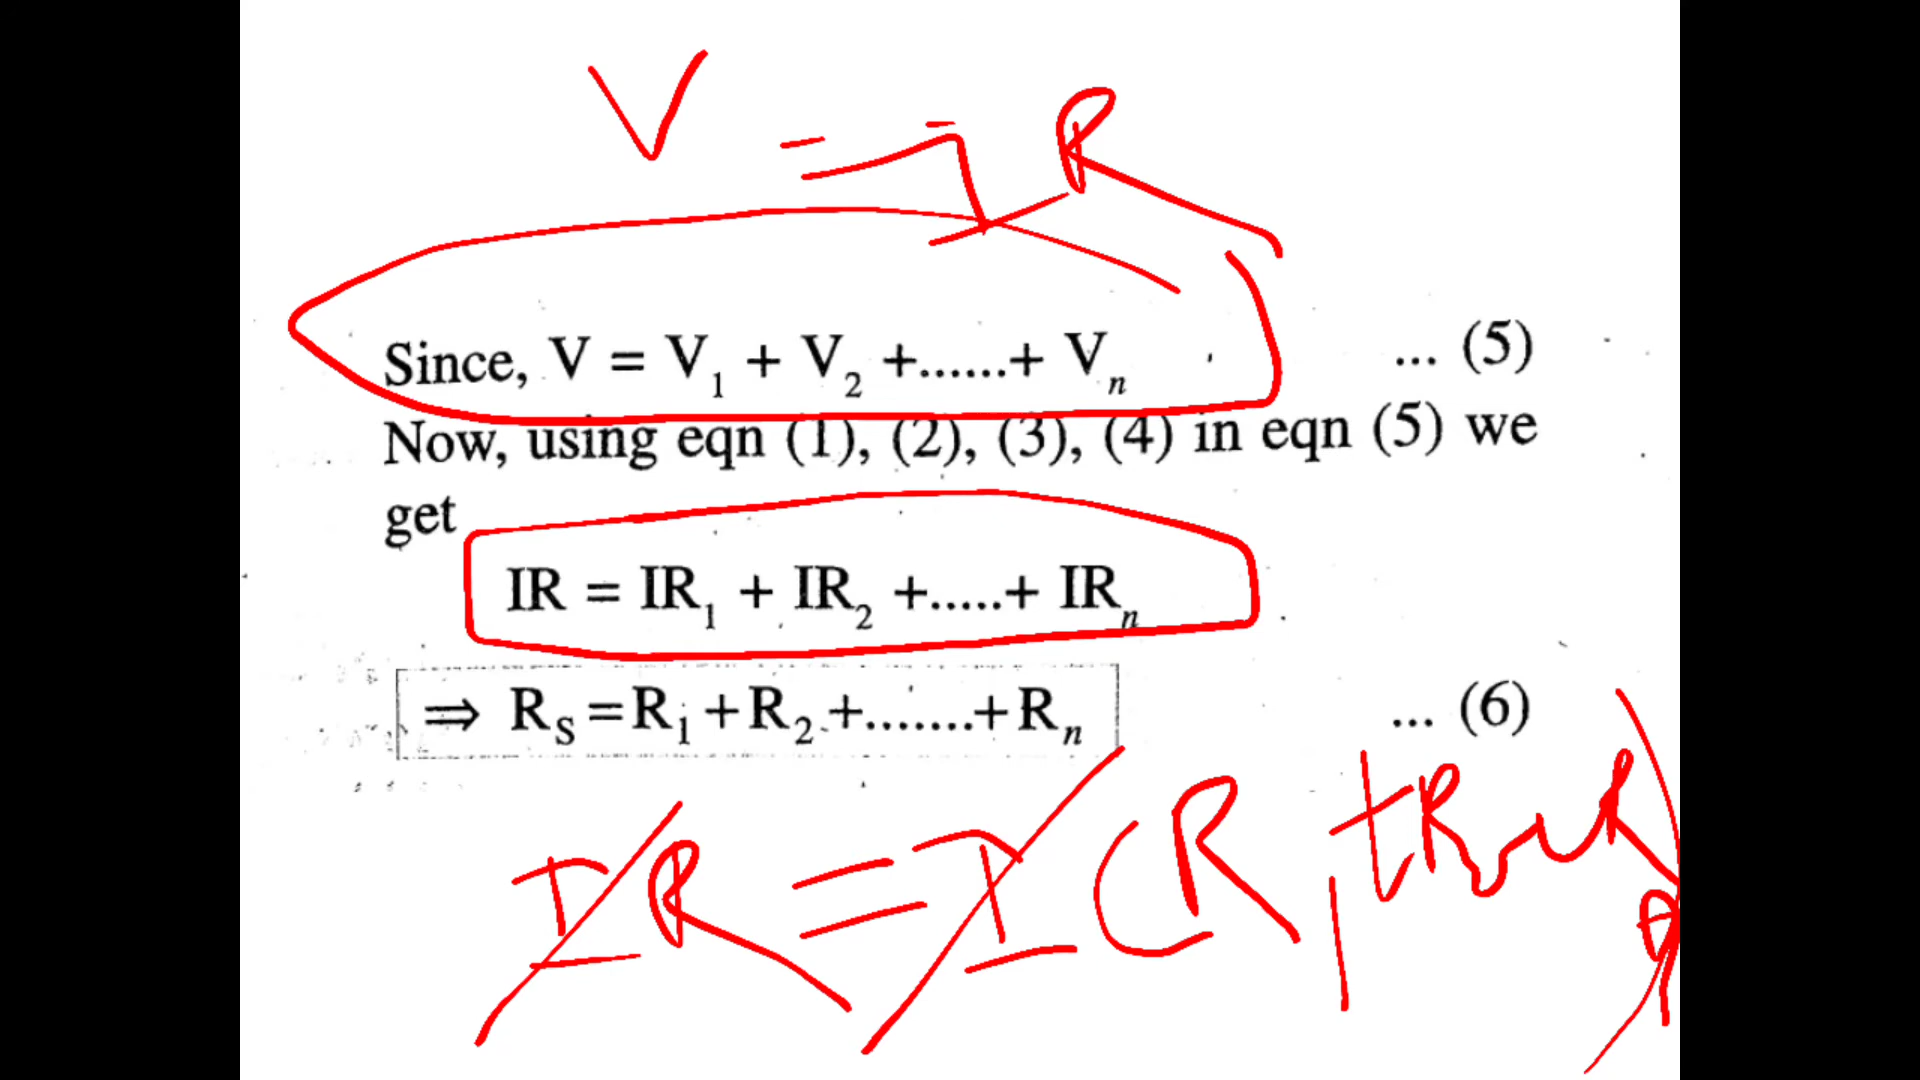 V = IR
Since, V = V₁ + V₂ +......+ Vₙ ... (5)
Now, using eqn (1), (2), (3), (4) in eqn (5) we
get
IR = IR₁ + IR₂ +.....+ IRₙ
⇒ R_S = R₁ + R₂ +.......+ Rₙ ... (6)
IR = I (R₁ + R₂